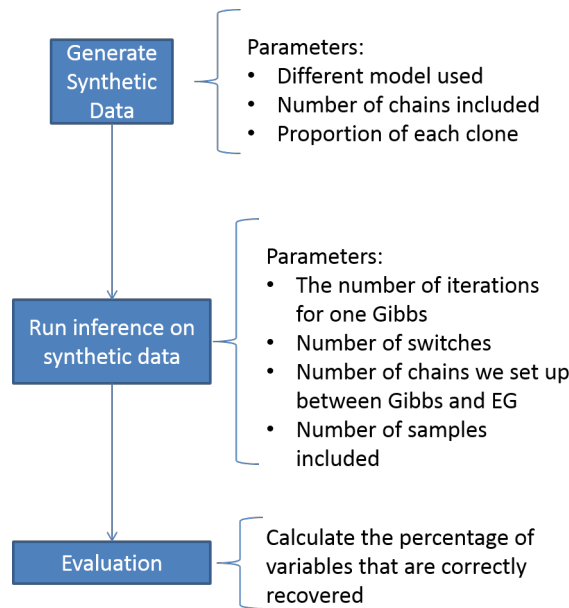 Generate
Synthetic
Data
Parameters:
• Different model used
• Number of chains included
• Proportion of each clone
Run inference on
synthetic data
Parameters:
• The number of iterations
for one Gibbs
• Number of switches
• Number of chains we set up
between Gibbs and EG
• Number of samples
included
Evaluation
Calculate the percentage of
variables that are correctly
recovered